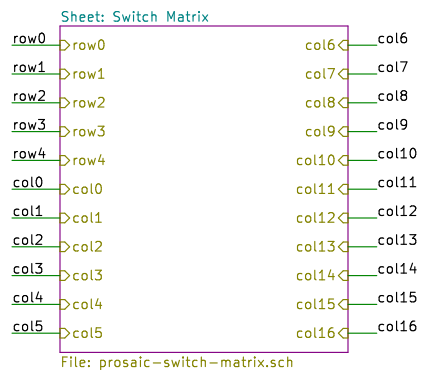 Sheet: Switch Matrix
row0 row0 col6 col6
row1 row1 col7 col7
row2 row2 col8 col8
row3 row3 col9 col9
row4 row4 col10 col10
col0 col0 col11 col11
col1 col1 col12 col12
col2 col2 col13 col13
col3 col3 col14 col14
col4 col4 col15 col15
col5 col5 col16 col16
File: prosaic-switch-matrix.sch